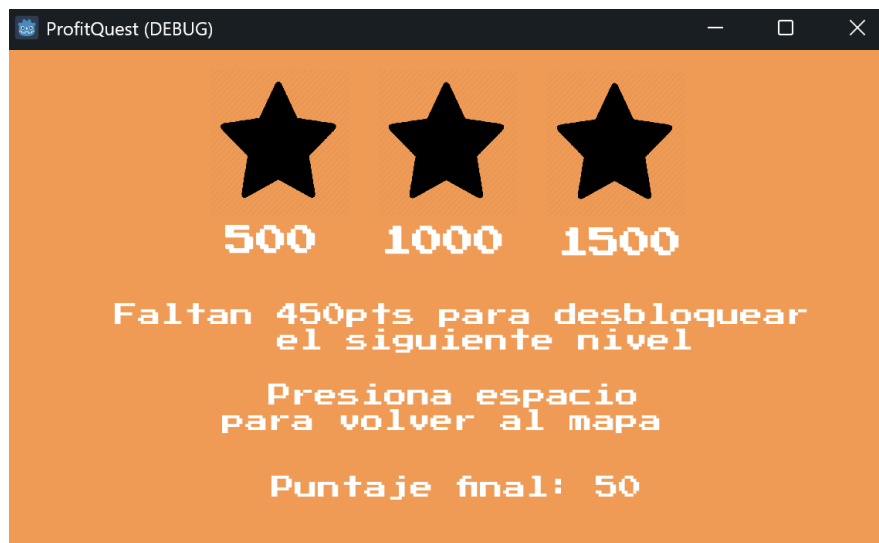 ProfitQuest (DEBUG)
500 1000 1500
Faltan 450pts para desbloquear
el siguiente nivel
Presiona espacio
para volver al mapa
Puntaje final: 50